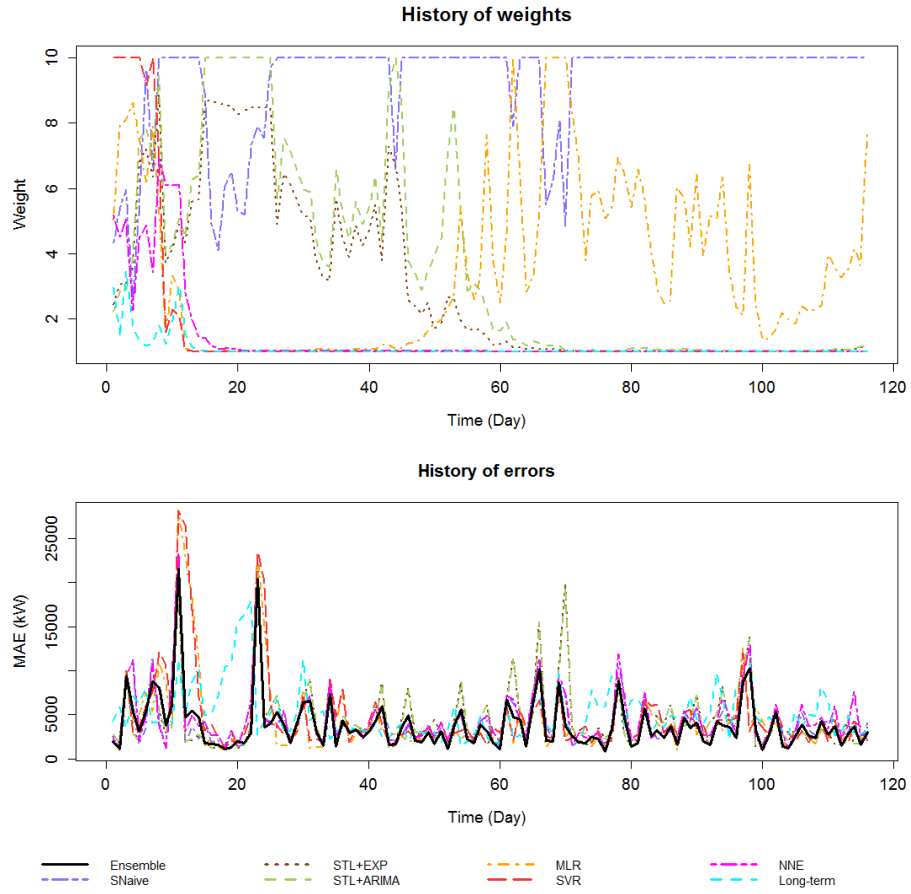 History of weights
10
8
6
4
2
Weight
0 20 40 60 80 100 120
Time (Day)
History of errors
25000
15000
5000
0
MAE (kW)
0 20 40 60 80 100 120
Time (Day)
Ensemble STL+EXP MLR NNE
SNaive STL+ARIMA SVR Long-term